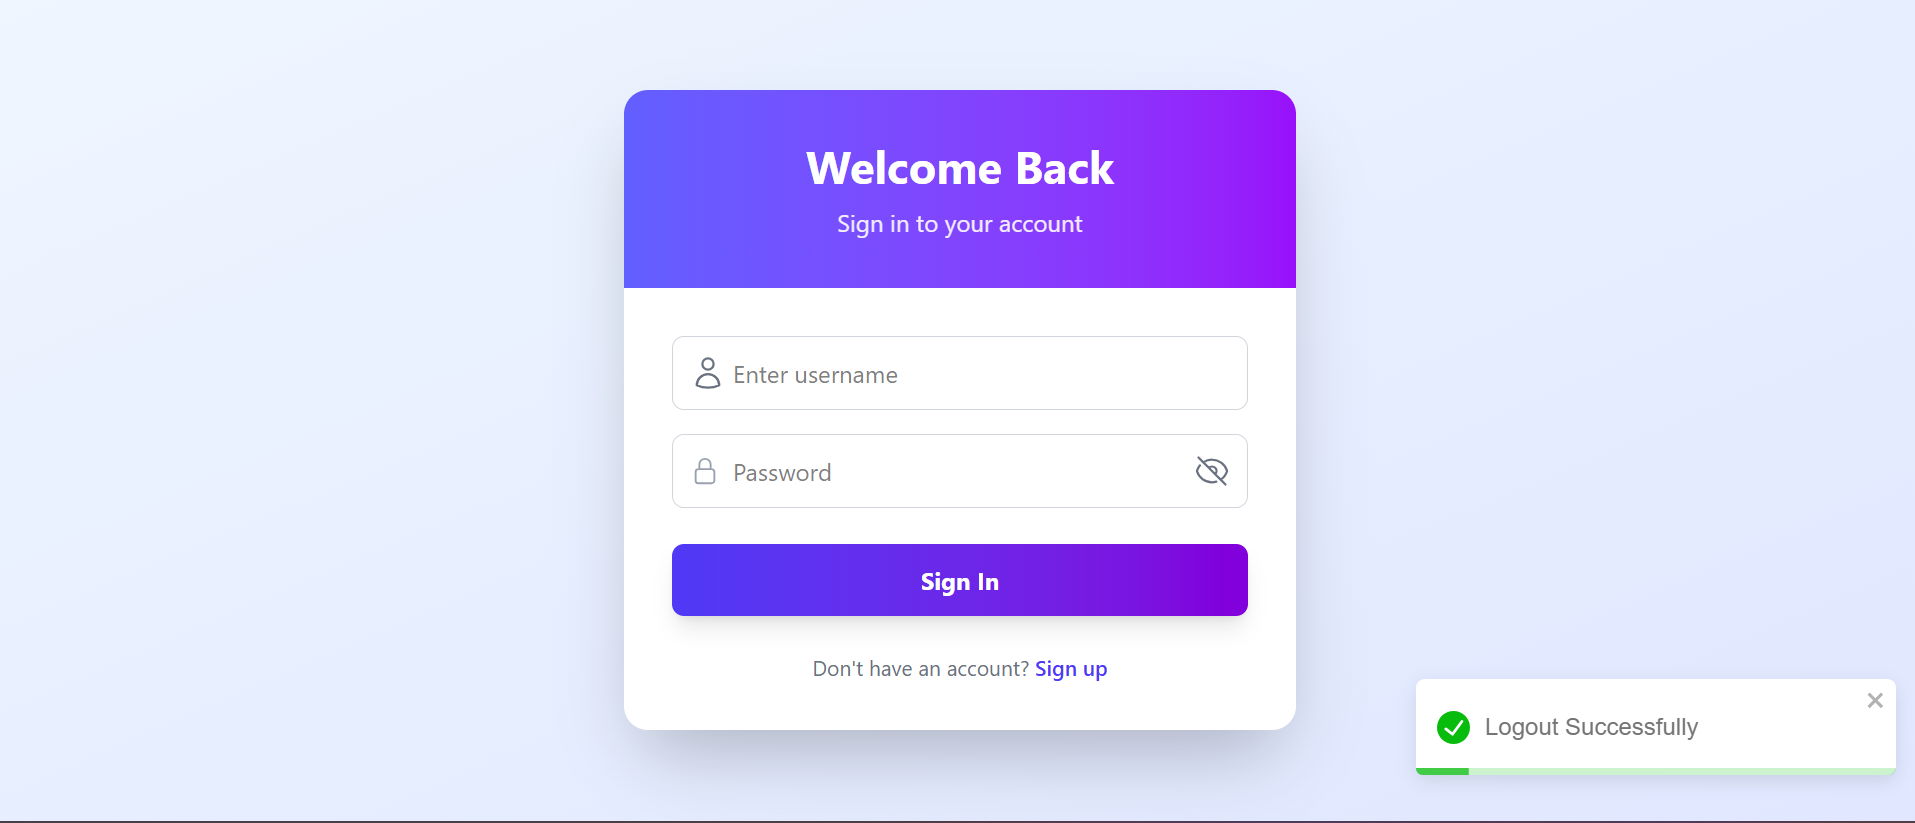 Welcome Back
Sign in to your account
Enter username
Password
Sign In
Don't have an account? Sign up
Logout Successfully